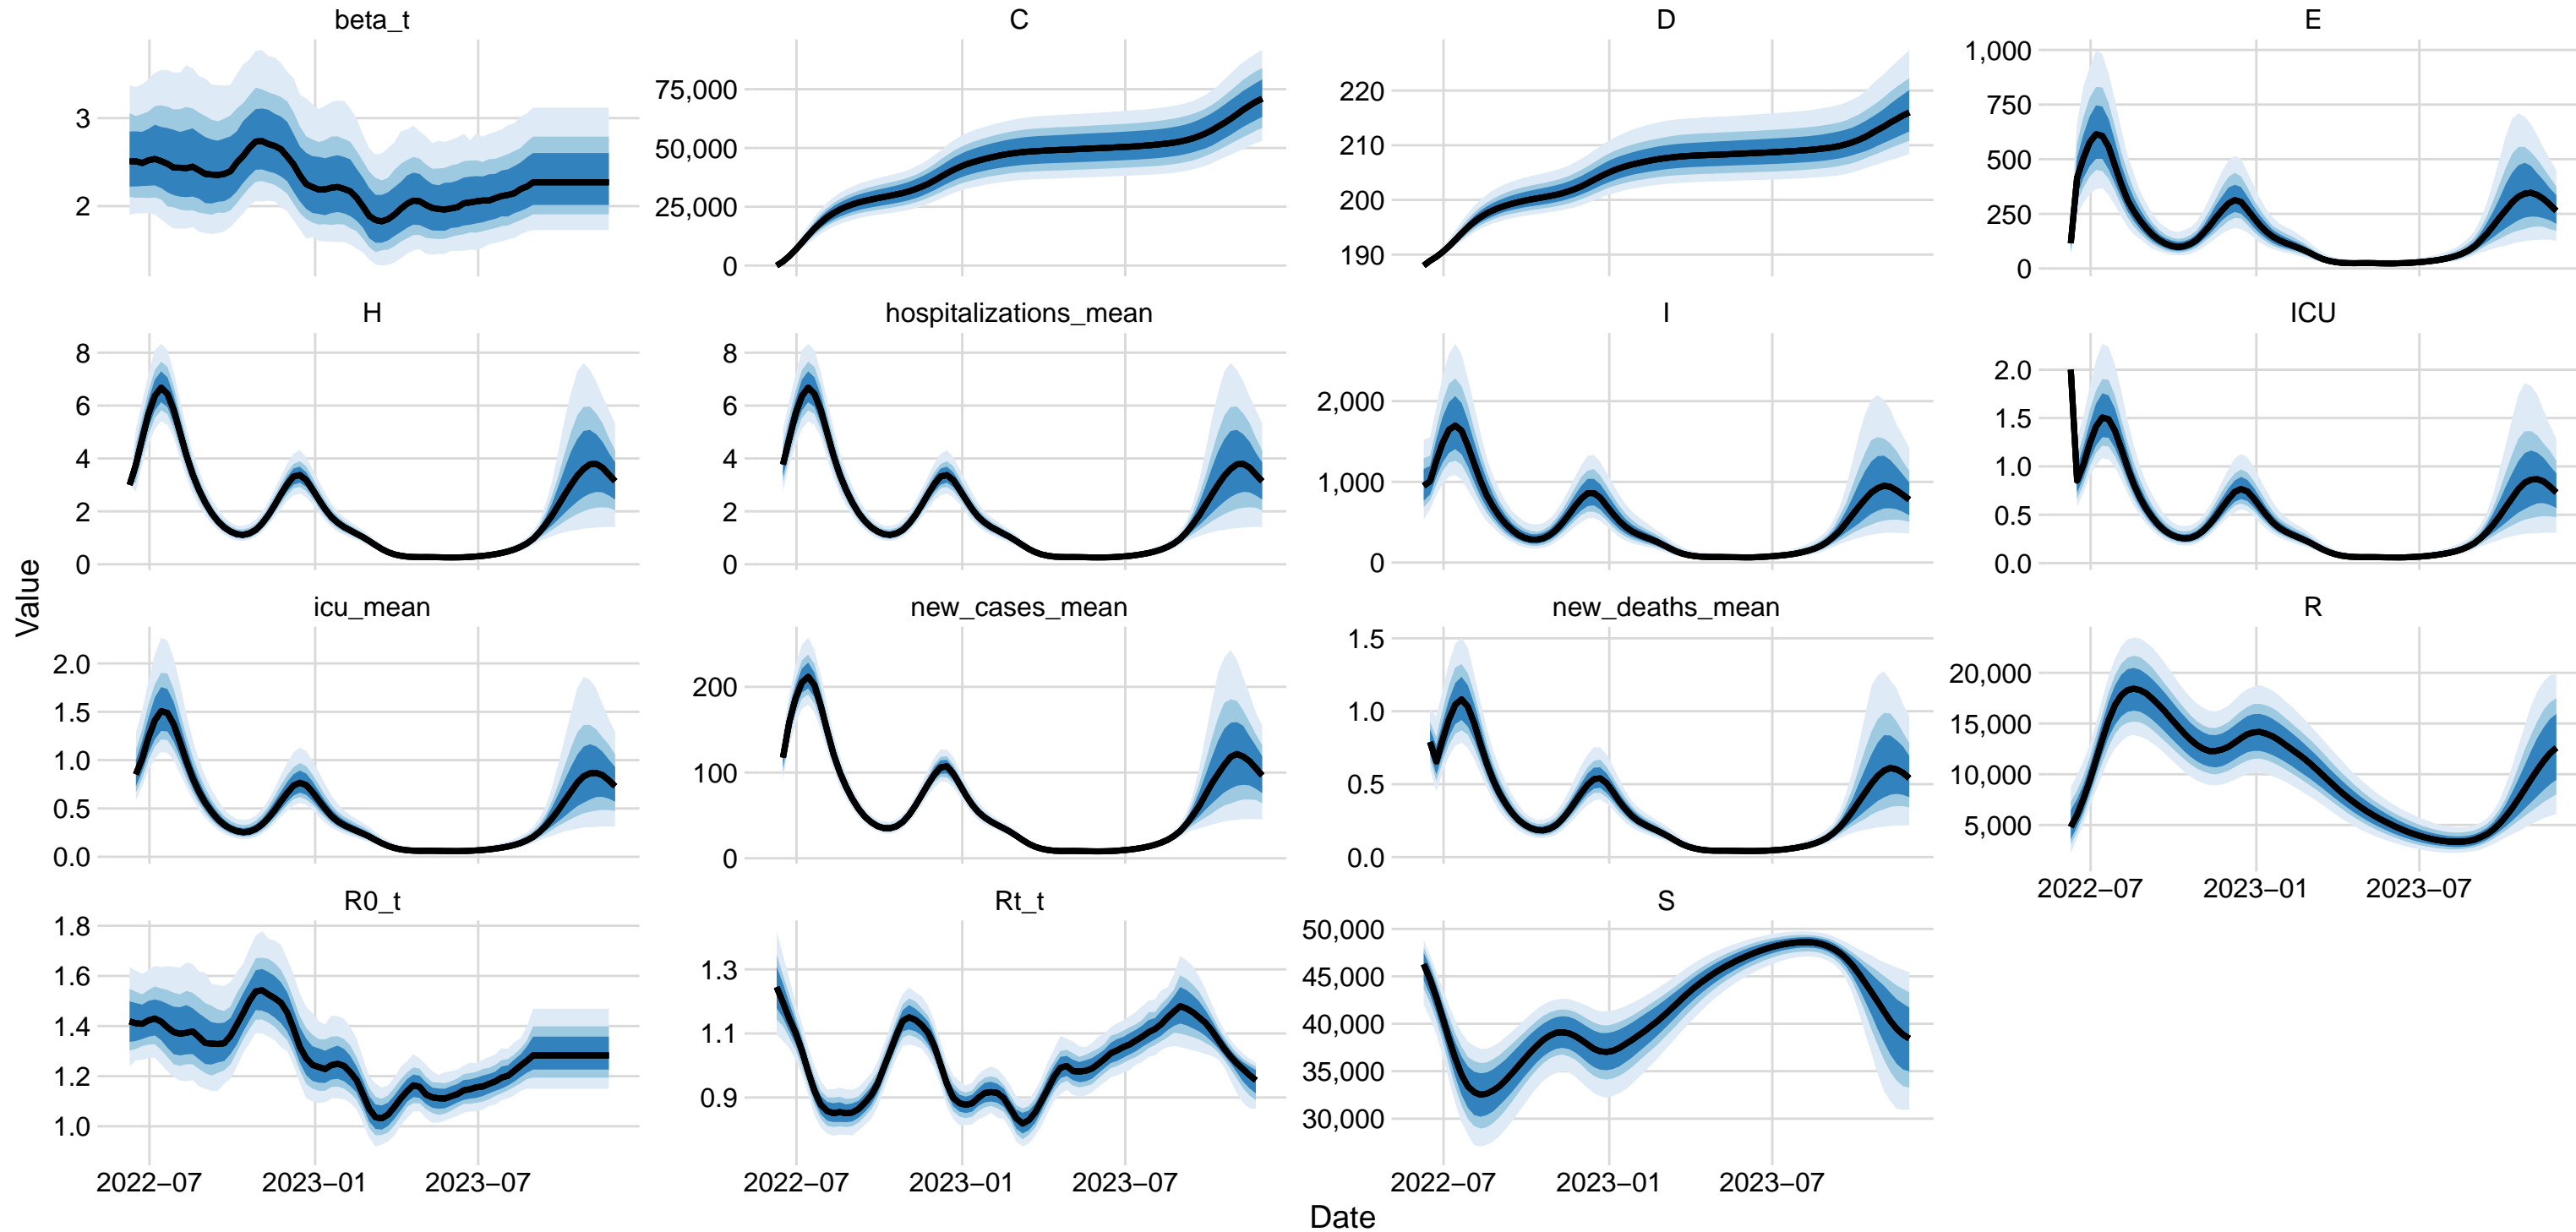 beta_t
C
D
E
3
2
75,000
50,000
25,000
0
220
210
200
190
1,000
750
500
250
0
H
hospitalizations_mean
I
ICU
8
6
4
2
0
8
6
4
2
0
2,000
1,000
0
2.0
1.5
1.0
0.5
0.0
Value
icu_mean
new_cases_mean
new_deaths_mean
R
2.0
1.5
1.0
0.5
0.0
200
100
0
1.5
1.0
0.5
0.0
20,000
15,000
10,000
5,000
2022−07 2023−01 2023−07
R0_t
Rt_t
S
1.8
1.6
1.4
1.2
1.0
1.3
1.1
0.9
50,000
45,000
40,000
35,000
30,000
2022−07 2023−01 2023−07
2022−07 2023−01 2023−07
2022−07 2023−01 2023−07
Date